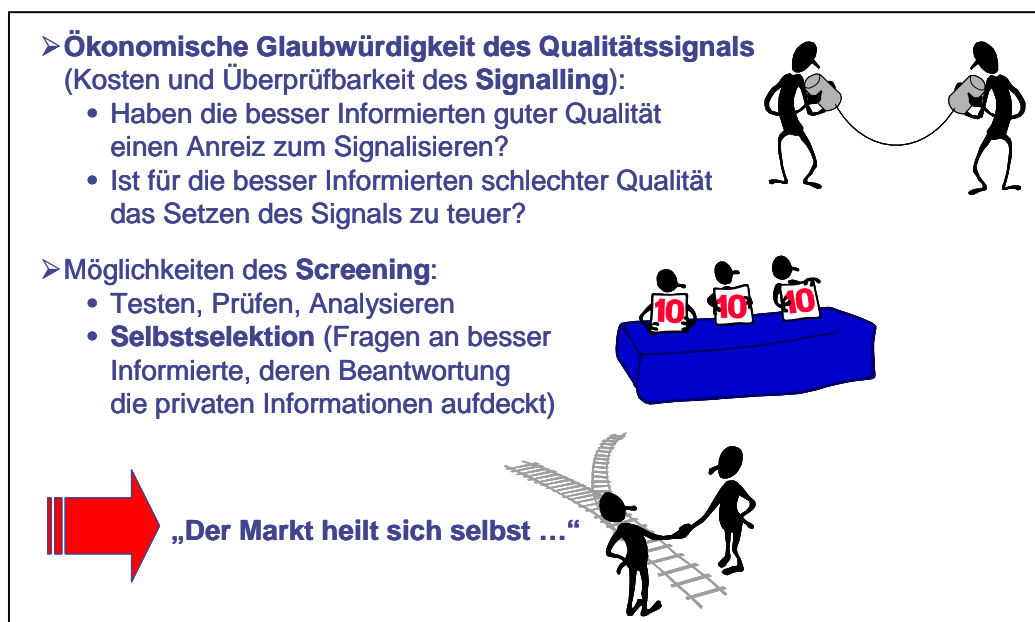 ➢Ökonomische Glaubwürdigkeit des Qualitätssignals
(Kosten und Überprüfbarkeit des Signalling):
• Haben die besser Informierten guter Qualität
einen Anreiz zum Signalisieren?
• Ist für die besser Informierten schlechter Qualität
das Setzen des Signals zu teuer?
➢Möglichkeiten des Screening:
• Testen, Prüfen, Analysieren
• Selbstselektion (Fragen an besser
Informierte, deren Beantwortung
die privaten Informationen aufdeckt)
10 10 10
„Der Markt heilt sich selbst …“